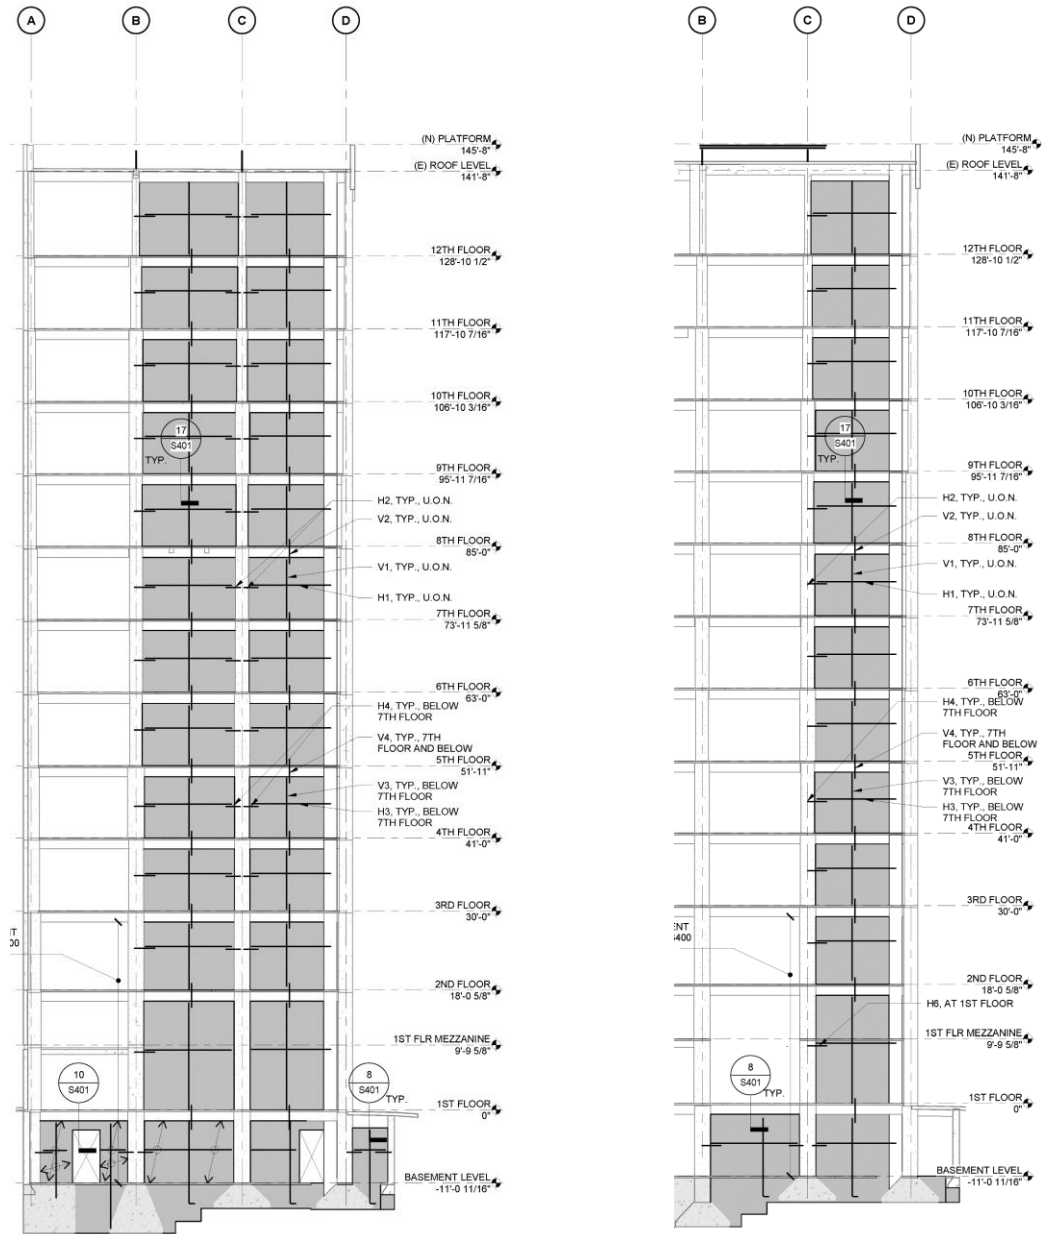 A B C D
(N) PLATFORM
145'-8"
(E) ROOF LEVEL
141'-8"
12TH FLOOR
128'-10 1/2"
11TH FLOOR
117'-10 7/16"
10TH FLOOR
106'-10 3/16"
17
S401
TYP.
9TH FLOOR
95'-11 7/16"
H2, TYP., U.O.N.
V2, TYP., U.O.N.
8TH FLOOR
85'-0"
V1, TYP., U.O.N.
H1, TYP., U.O.N.
7TH FLOOR
73'-11 5/8"
6TH FLOOR
63'-0"
H4, TYP., BELOW
7TH FLOOR
V4, TYP., 7TH
FLOOR AND BELOW
5TH FLOOR
51'-11"
V3, TYP., BELOW
7TH FLOOR
H3, TYP., BELOW
7TH FLOOR
4TH FLOOR
41'-0"
3RD FLOOR
30'-0"
2ND FLOOR
18'-0 5/8"
1ST FLR MEZZANINE
9'-9 5/8"
10
S401
8
S401
TYP.
1ST FLOOR
0"
BASEMENT LEVEL
-11'-0 11/16"
B C D
(N) PLATFORM
145'-8"
(E) ROOF LEVEL
141'-8"
12TH FLOOR
128'-10 1/2"
11TH FLOOR
117'-10 7/16"
10TH FLOOR
106'-10 3/16"
17
S401
TYP.
9TH FLOOR
95'-11 7/16"
H2, TYP., U.O.N.
V2, TYP., U.O.N.
8TH FLOOR
85'-0"
V1, TYP., U.O.N.
H1, TYP., U.O.N.
7TH FLOOR
73'-11 5/8"
6TH FLOOR
63'-0"
H4, TYP., BELOW
7TH FLOOR
V4, TYP., 7TH
FLOOR AND BELOW
5TH FLOOR
51'-11"
V3, TYP., BELOW
7TH FLOOR
H3, TYP., BELOW
7TH FLOOR
4TH FLOOR
41'-0"
3RD FLOOR
30'-0"
2ND FLOOR
18'-0 5/8"
H6, AT 1ST FLOOR
1ST FLR MEZZANINE
9'-9 5/8"
8
S401
TYP.
1ST FLOOR
0"
BASEMENT LEVEL
-11'-0 11/16"